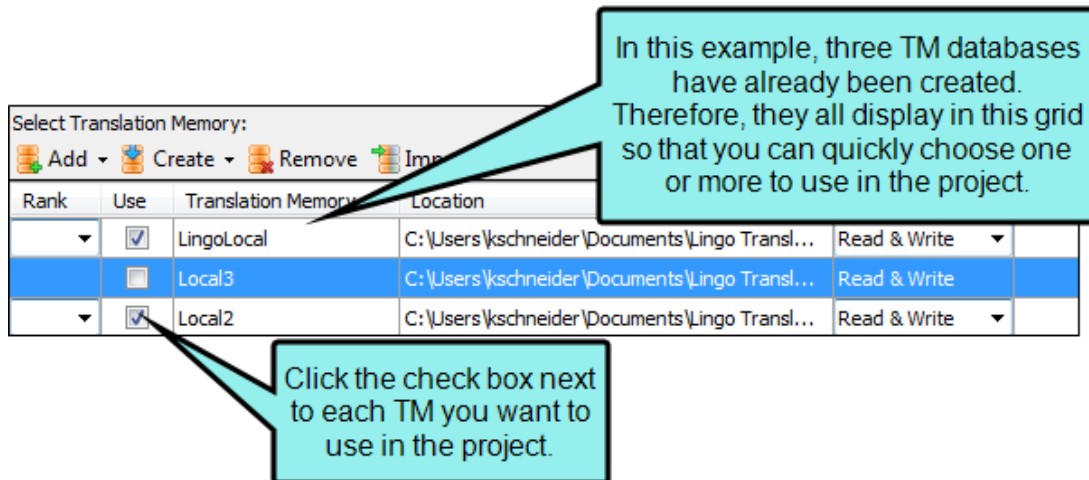 In this example, three TM databases
have already been created.
Therefore, they all display in this grid
so that you can quickly choose one
or more to use in the project.
Select Translation Memory:
Add Create Remove
Rank Use Translation Memory Location
LingoLocal C:\Users\kschneider\Documents\Lingo Transl... Read & Write
Local3 C:\Users\kschneider\Documents\Lingo Transl... Read & Write
Local2 C:\Users\kschneider\Documents\Lingo Transl... Read & Write
Click the check box next
to each TM you want to
use in the project.